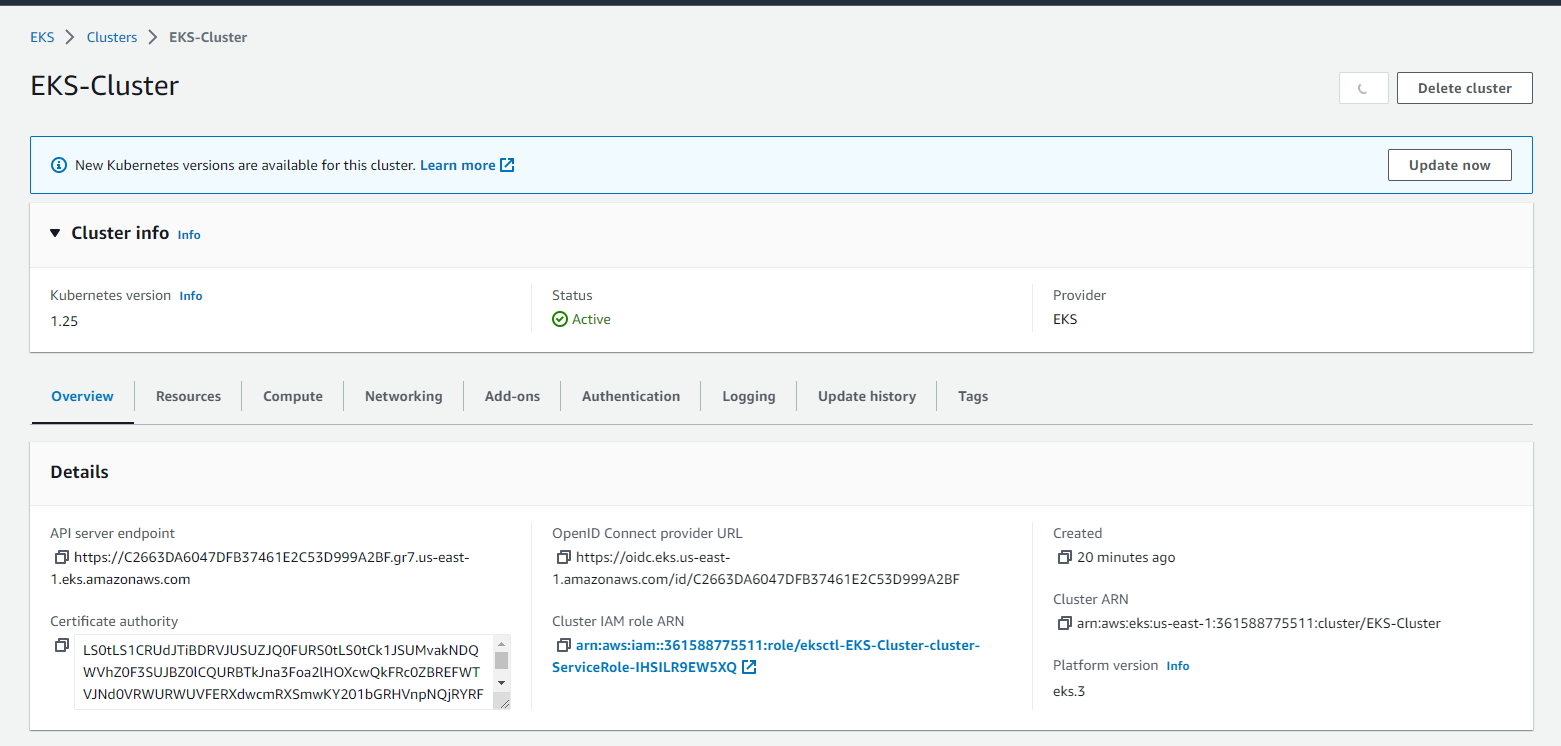 EKS
Clusters
EKS-Cluster
EKS-Cluster
Delete cluster
New Kubernetes versions are available for this cluster. Learn more
Update now
Cluster info Info
Kubernetes version Info
1.25
Status
Active
Provider
EKS
Overview
Resources
Compute
Networking
Add-ons
Authentication
Logging
Update history
Tags
Details
API server endpoint
https://C2663DA6047DFB37461E2C53D999A2BF.gr7.us-east-
1.eks.amazonaws.com
Certificate authority
LS0tLS1CRUdJTiBDRVJUSUZJQ0FURS0tLS0tCk1JSUMvakNDQ
WVhZ0F3SUJBZ0lCQURBTkJna3Foa2lHOXcwQkFRc0ZBREFWT
VJNd0VRWURWUVFERXdwcmRXSmwKY201bGRHVnpNQjRYRF
OpenID Connect provider URL
https://oidc.eks.us-east-
1.amazonaws.com/id/C2663DA6047DFB37461E2C53D999A2BF
Cluster IAM role ARN
arn:aws:iam::361588775511:role/eksctl-EKS-Cluster-cluster-
ServiceRole-IHSILR9EW5XQ
Created
20 minutes ago
Cluster ARN
arn:aws:eks:us-east-1:361588775511:cluster/EKS-Cluster
Platform version Info
eks.3